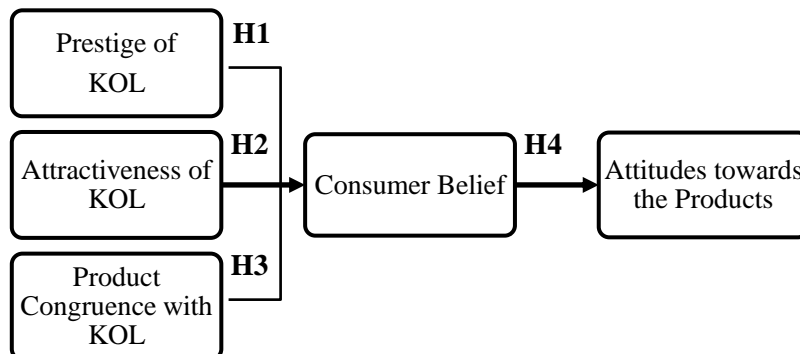 Prestige of
KOL
H1
Attractiveness of
KOL
H2
Product
Congruence with
KOL
H3
Consumer Belief
H4
Attitudes towards
the Products